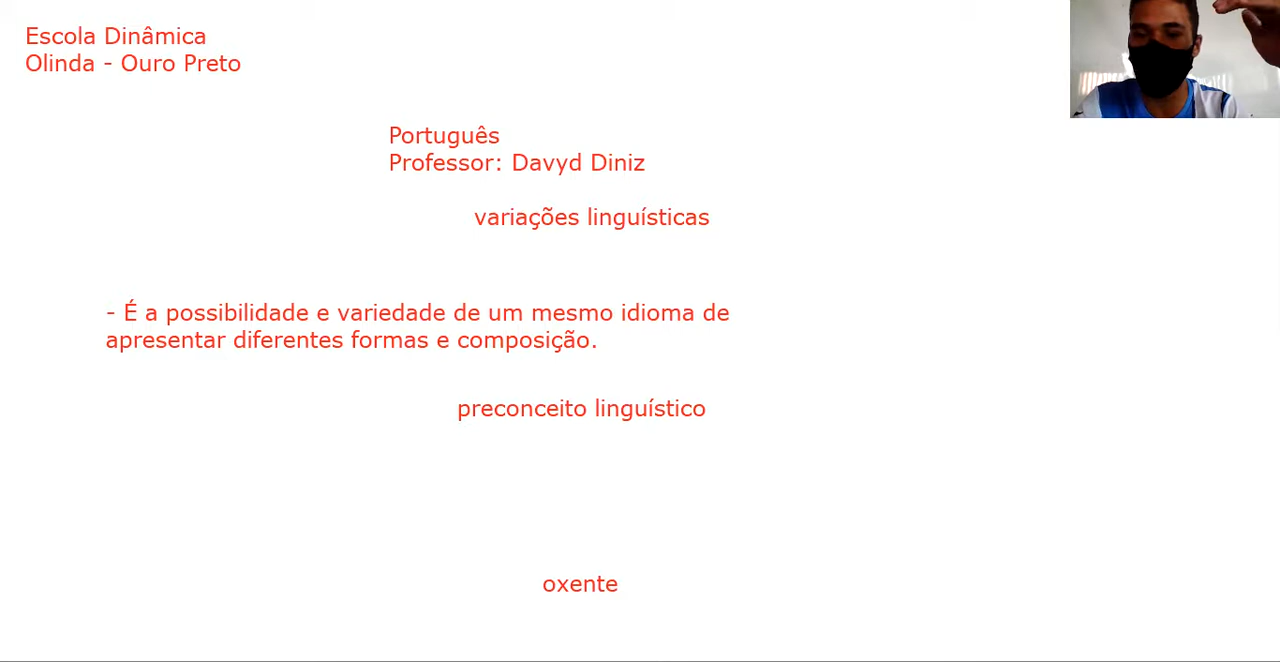 Escola Dinâmica
Olinda - Ouro Preto
Português
Professor: Davyd Diniz
variações linguísticas
- É a possibilidade e variedade de um mesmo idioma de
apresentar diferentes formas e composição.
preconceito linguístico
oxente